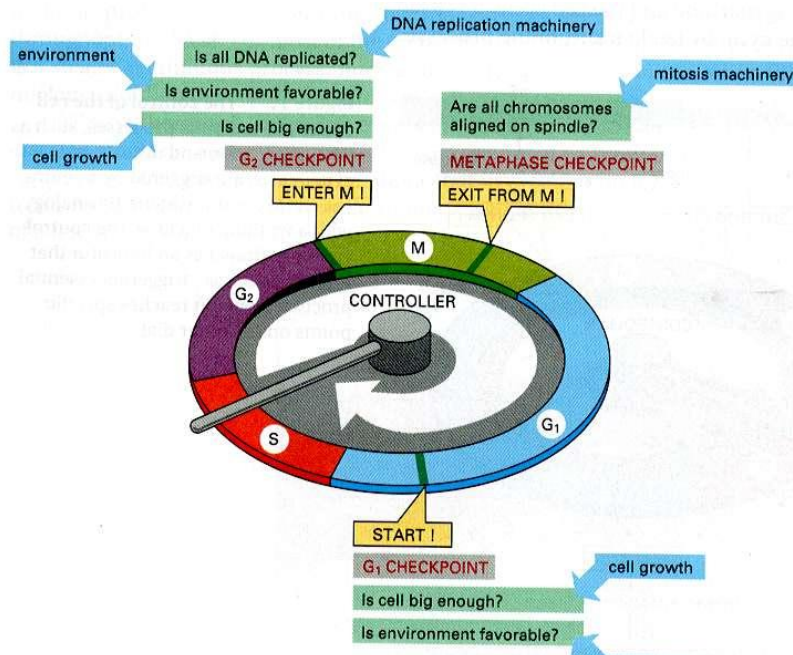 DNA replication machinery
environment
Is all DNA replicated?
mitosis machinery
Is environment favorable?
Are all chromosomes
aligned on spindle?
Is cell big enough?
cell growth
G₂ CHECKPOINT
METAPHASE CHECKPOINT
ENTER M !
EXIT FROM M !
M
G₂
CONTROLLER
G₁
S
START !
G₁ CHECKPOINT
cell growth
Is cell big enough?
Is environment favorable?